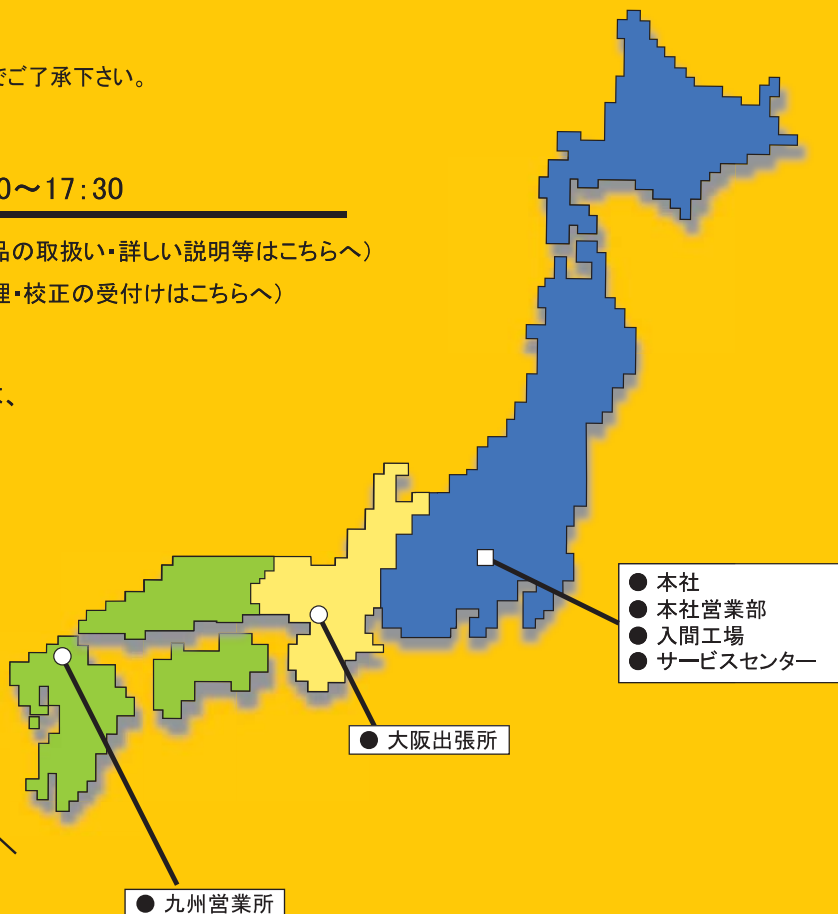 でご了承下さい。
0～17:30
品の取扱い・詳しい説明等はこちらへ）
理・校正の受付けはこちらへ）
、
● 本社
● 本社営業部
● 入間工場
● サービスセンター
● 大阪出張所
● 九州営業所